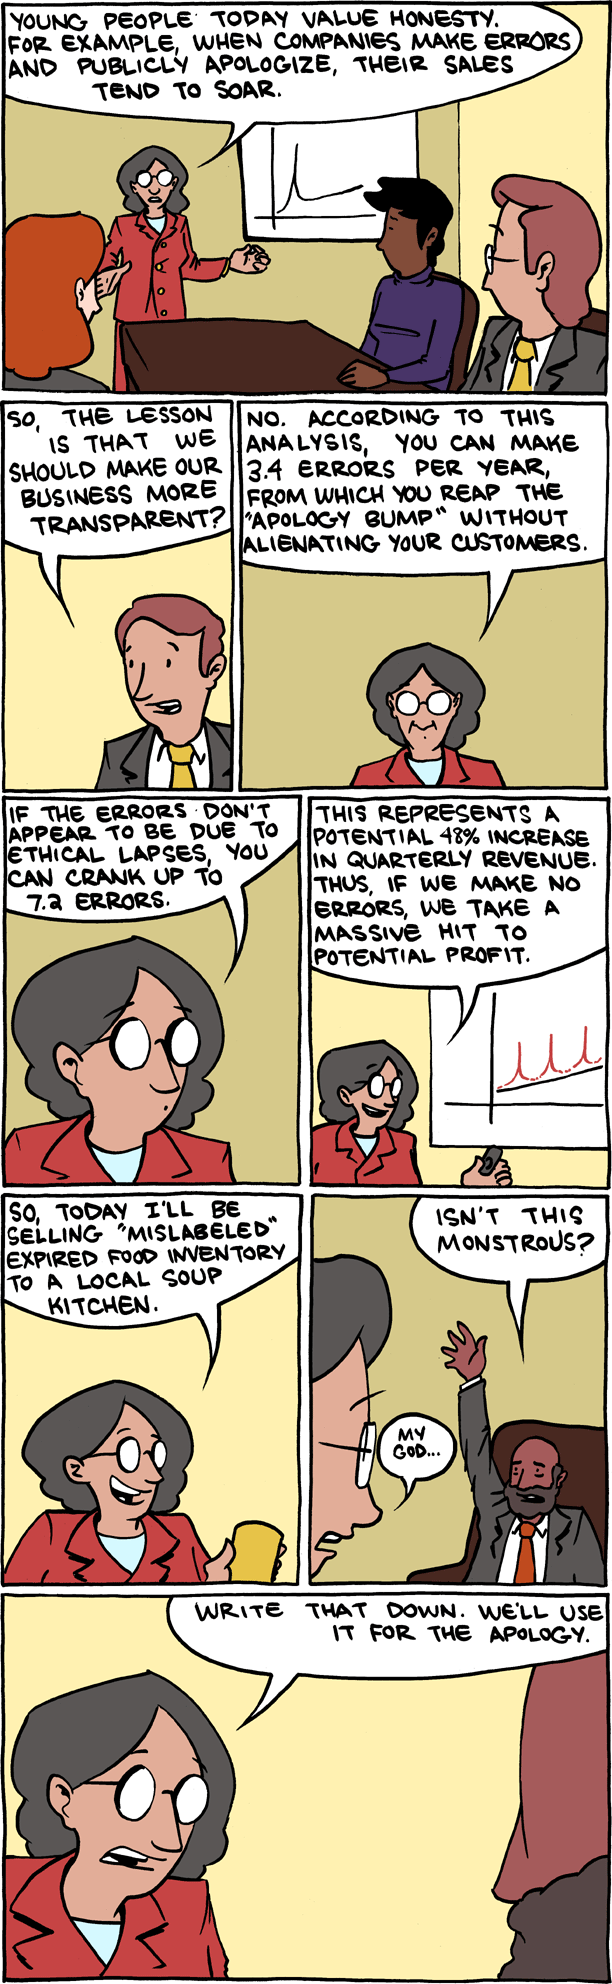 YOUNG PEOPLE TODAY VALUE HONESTY.
FOR EXAMPLE, WHEN COMPANIES MAKE ERRORS
AND PUBLICLY APOLOGIZE, THEIR SALES
TEND TO SOAR.
SO, THE LESSON
IS THAT WE
SHOULD MAKE OUR
BUSINESS MORE
TRANSPARENT?
NO. ACCORDING TO THIS
ANALYSIS, YOU CAN MAKE
3.4 ERRORS PER YEAR,
FROM WHICH YOU REAP THE
"APOLOGY BUMP" WITHOUT
ALIENATING YOUR CUSTOMERS.
IF THE ERRORS DON'T
APPEAR TO BE DUE TO
ETHICAL LAPSES, YOU
CAN CRANK UP TO
7.2 ERRORS.
THIS REPRESENTS A
POTENTIAL 48% INCREASE
IN QUARTERLY REVENUE.
THUS, IF WE MAKE NO
ERRORS, WE TAKE A
MASSIVE HIT TO
POTENTIAL PROFIT.
SO, TODAY I'LL BE
SELLING "MISLABELED"
EXPIRED FOOD INVENTORY
TO A LOCAL SOUP
KITCHEN.
ISN'T THIS
MONSTROUS?
MY
GOD...
WRITE THAT DOWN. WE'LL USE
IT FOR THE APOLOGY.